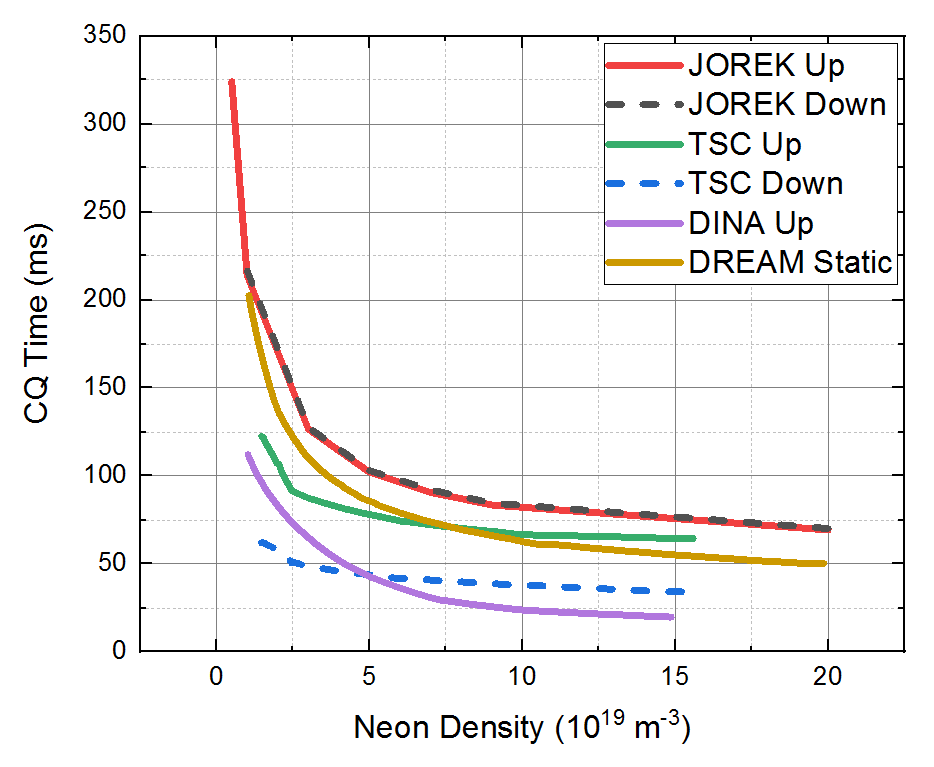 350
300
250
200
150
100
50
0
CQ Time (ms)
JOREK Up
JOREK Down
TSC Up
TSC Down
DINA Up
DREAM Static
0 5 10 15 20
Neon Density (10¹⁹ m⁻³)